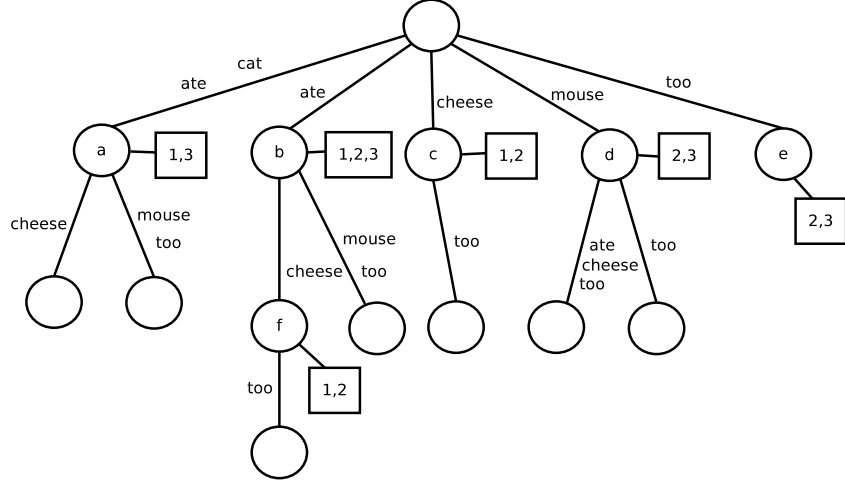 cat
ate
ate
cheese
mouse
too
a
1,3
b
1,2,3
c
1,2
d
2,3
e
2,3
cheese
mouse
too
cheese
mouse
too
too
ate
cheese
too
too
f
1,2
too